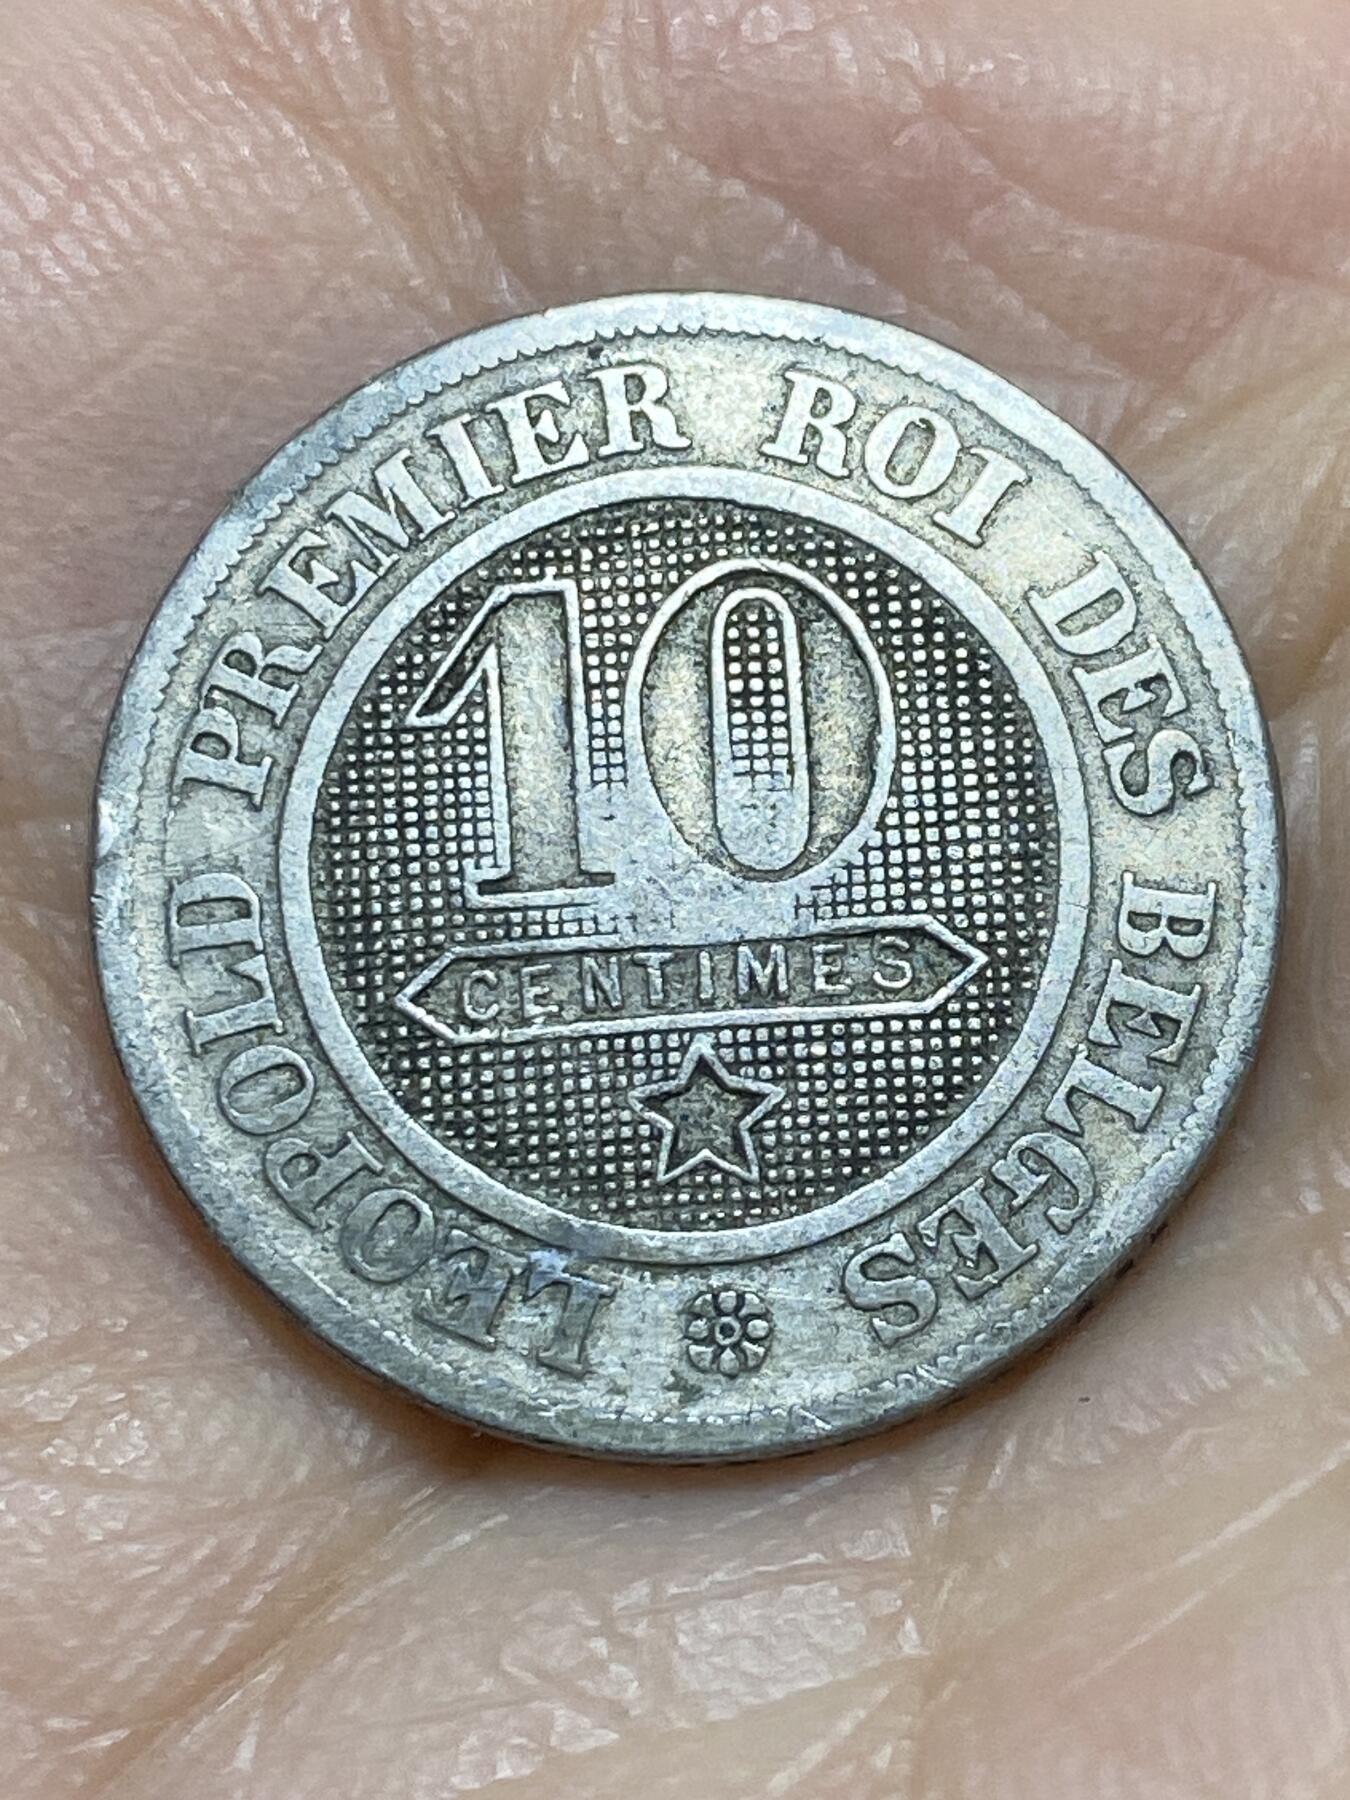 LEOPOLD PREMIER ROI DES BELGES
10
CENTIMES